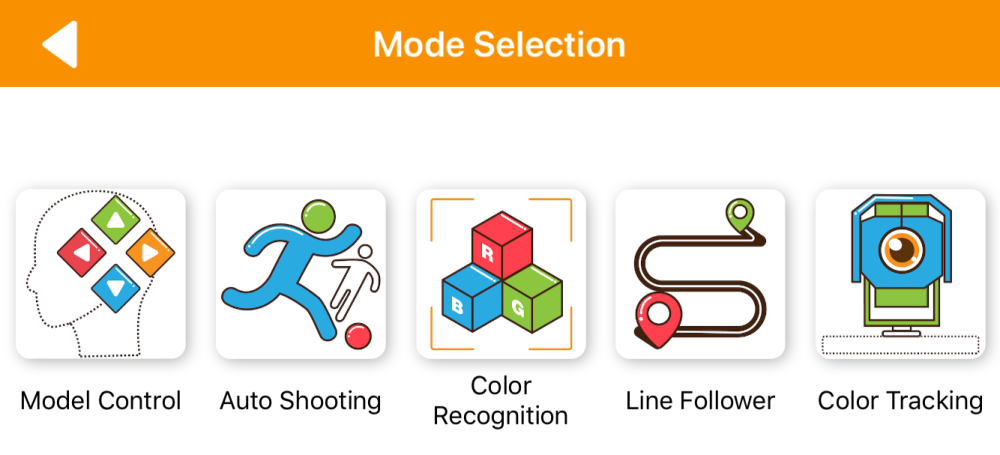 Mode Selection
R
B
G
Model Control
Auto Shooting
Color
Recognition
Line Follower
Color Tracking